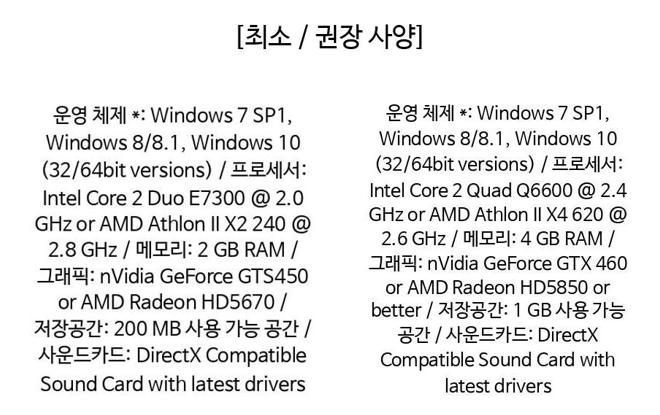 [최소 / 권장 사양]
운영 체제 *: Windows 7 SP1,
Windows 8/8.1, Windows 10
(32/64bit versions) / 프로세서:
Intel Core 2 Duo E7300 @ 2.0
GHz or AMD Athlon II X2 240 @
2.8 GHz / 메모리: 2 GB RAM /
그래픽: nVidia GeForce GTS450
or AMD Radeon HD5670 /
저장공간: 200 MB 사용 가능 공간 /
사운드카드: DirectX Compatible
Sound Card with latest drivers
운영 체제 *: Windows 7 SP1,
Windows 8/8.1, Windows 10
(32/64bit versions) / 프로세서:
Intel Core 2 Quad Q6600 @ 2.4
GHz or AMD Athlon II X4 620 @
2.6 GHz / 메모리: 4 GB RAM /
그래픽: nVidia GeForce GTX 460
or AMD Radeon HD5850 or
better / 저장공간: 1 GB 사용 가능
공간 / 사운드카드: DirectX
Compatible Sound Card with
latest drivers